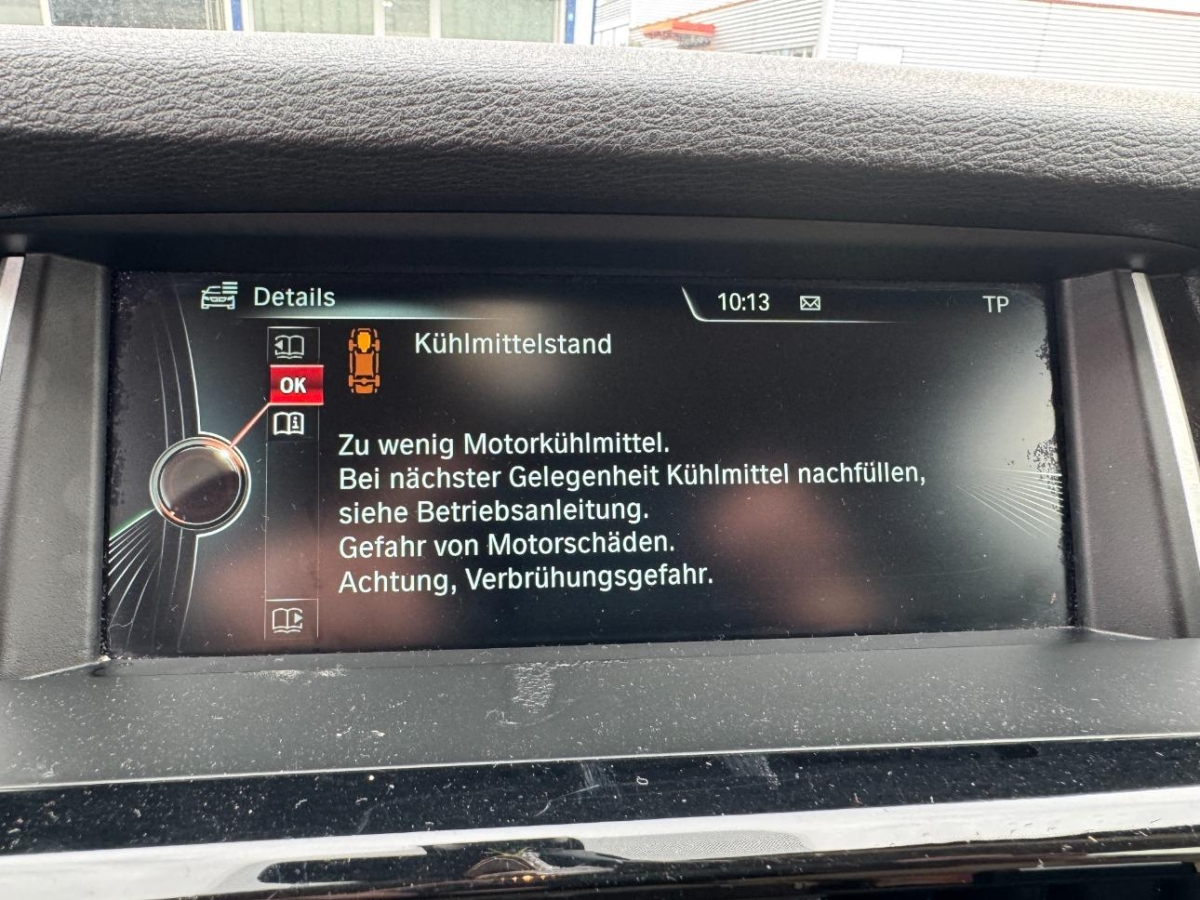 Details
10:13
TP
Kühlmittelstand
OK
Zu wenig Motorkühlmittel.
Bei nächster Gelegenheit Kühlmittel nachfüllen,
siehe Betriebsanleitung.
Gefahr von Motorschäden.
Achtung, Verbrühungsgefahr.